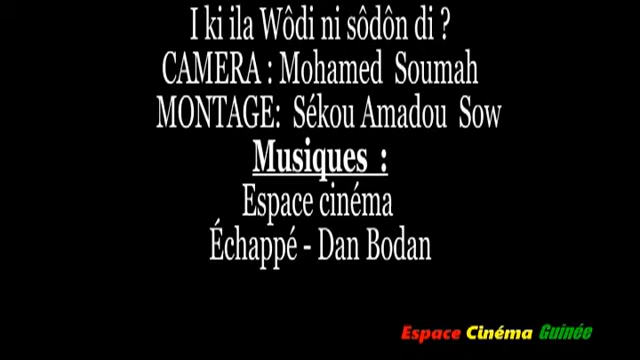 I ki ila Wôdi ni sôdôn di ?
CAMERA : Mohamed Soumah
MONTAGE: Sékou Amadou Sow
Musiques :
Espace cinéma
Échappé - Dan Bodan
Espace Cinéma Guinée